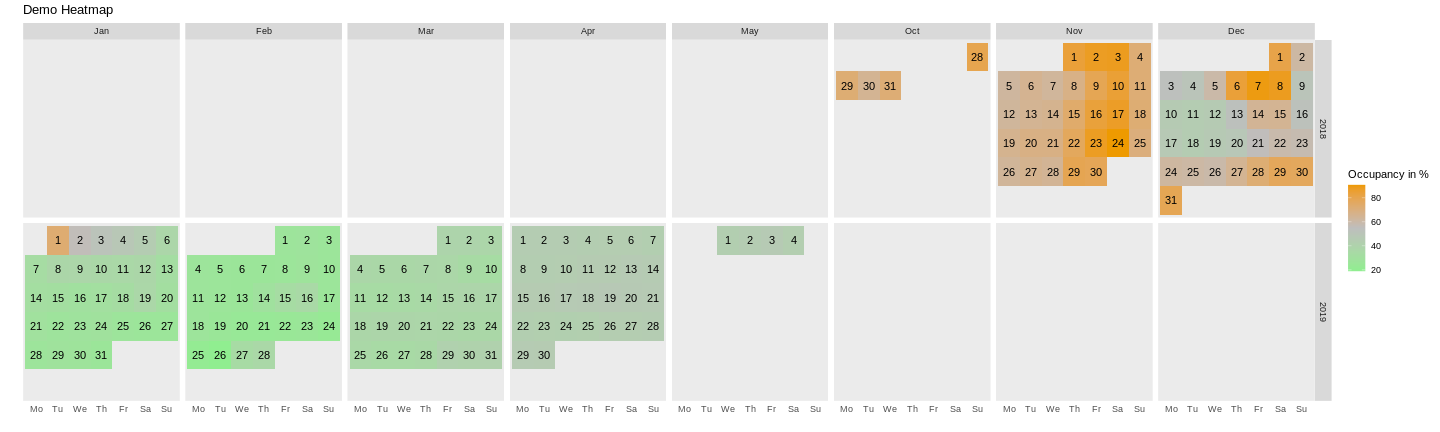 Demo Heatmap
Jan Feb Mar Apr May Oct Nov Dec
28 1 2 3 4 1 2
29 30 31 5 6 7 8 9 10 11 3 4 5 6 7 8 9
12 13 14 15 16 17 18 10 11 12 13 14 15 16
19 20 21 22 23 24 25 17 18 19 20 21 22 23
26 27 28 29 30 24 25 26 27 28 29 30
31
2018
1 2 3 4 5 6 1 2 3 1 2 3 1 2 3 4 5 6 7 1 2 3 4
7 8 9 10 11 12 13 4 5 6 7 8 9 10 4 5 6 7 8 9 10 8 9 10 11 12 13 14
14 15 16 17 18 19 20 11 12 13 14 15 16 17 11 12 13 14 15 16 17 15 16 17 18 19 20 21
21 22 23 24 25 26 27 18 19 20 21 22 23 24 18 19 20 21 22 23 24 22 23 24 25 26 27 28
28 29 30 31 25 26 27 28 25 26 27 28 29 30 31 29 30
2019
Mo Tu We Th Fr Sa Su Mo Tu We Th Fr Sa Su Mo Tu We Th Fr Sa Su Mo Tu We Th Fr Sa Su Mo Tu We Th Fr Sa Su Mo Tu We Th Fr Sa Su Mo Tu We Th Fr Sa Su Mo Tu We Th Fr Sa Su
Occupancy in %
80
60
40
20